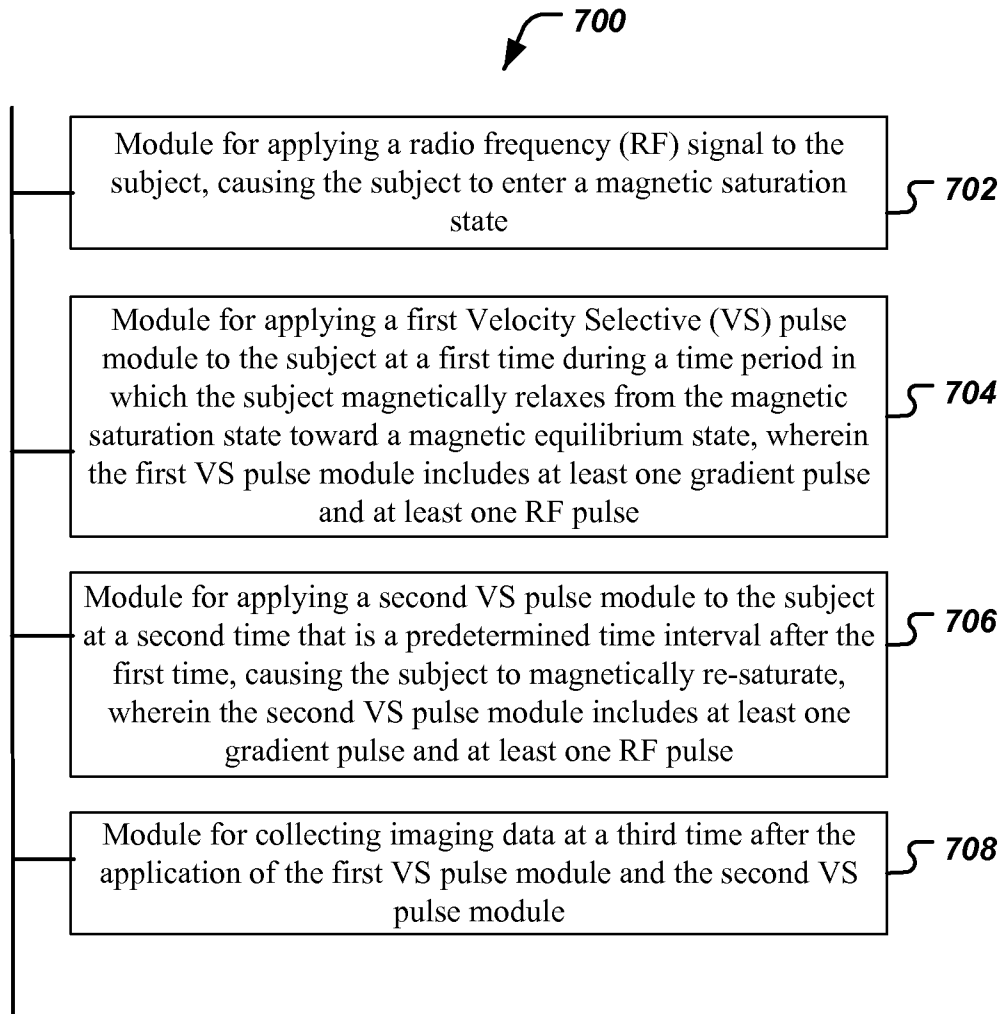 700
Module for applying a radio frequency (RF) signal to the
subject, causing the subject to enter a magnetic saturation
state
702
Module for applying a first Velocity Selective (VS) pulse
module to the subject at a first time during a time period in
which the subject magnetically relaxes from the magnetic
saturation state toward a magnetic equilibrium state, wherein
the first VS pulse module includes at least one gradient pulse
and at least one RF pulse
704
Module for applying a second VS pulse module to the subject
at a second time that is a predetermined time interval after the
first time, causing the subject to magnetically re-saturate,
wherein the second VS pulse module includes at least one
gradient pulse and at least one RF pulse
706
Module for collecting imaging data at a third time after the
application of the first VS pulse module and the second VS
pulse module
708